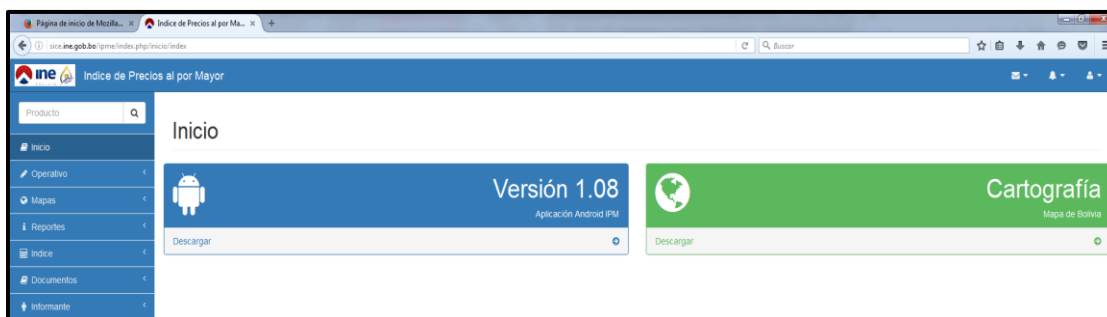 Página de inicio de Mozilla... × Indice de Precios al por Ma... × +
sice.ine.gob.bo/ipme/index.php/inicio/index
Buscar
ine Indice de Precios al por Mayor
Producto
Inicio
Inicio
Operativo
Mapas
Reportes
Indice
Documentos
Informante
Versión 1.08
Aplicación Android IPM
Descargar
Cartografía
Mapa de Bolivia
Descargar